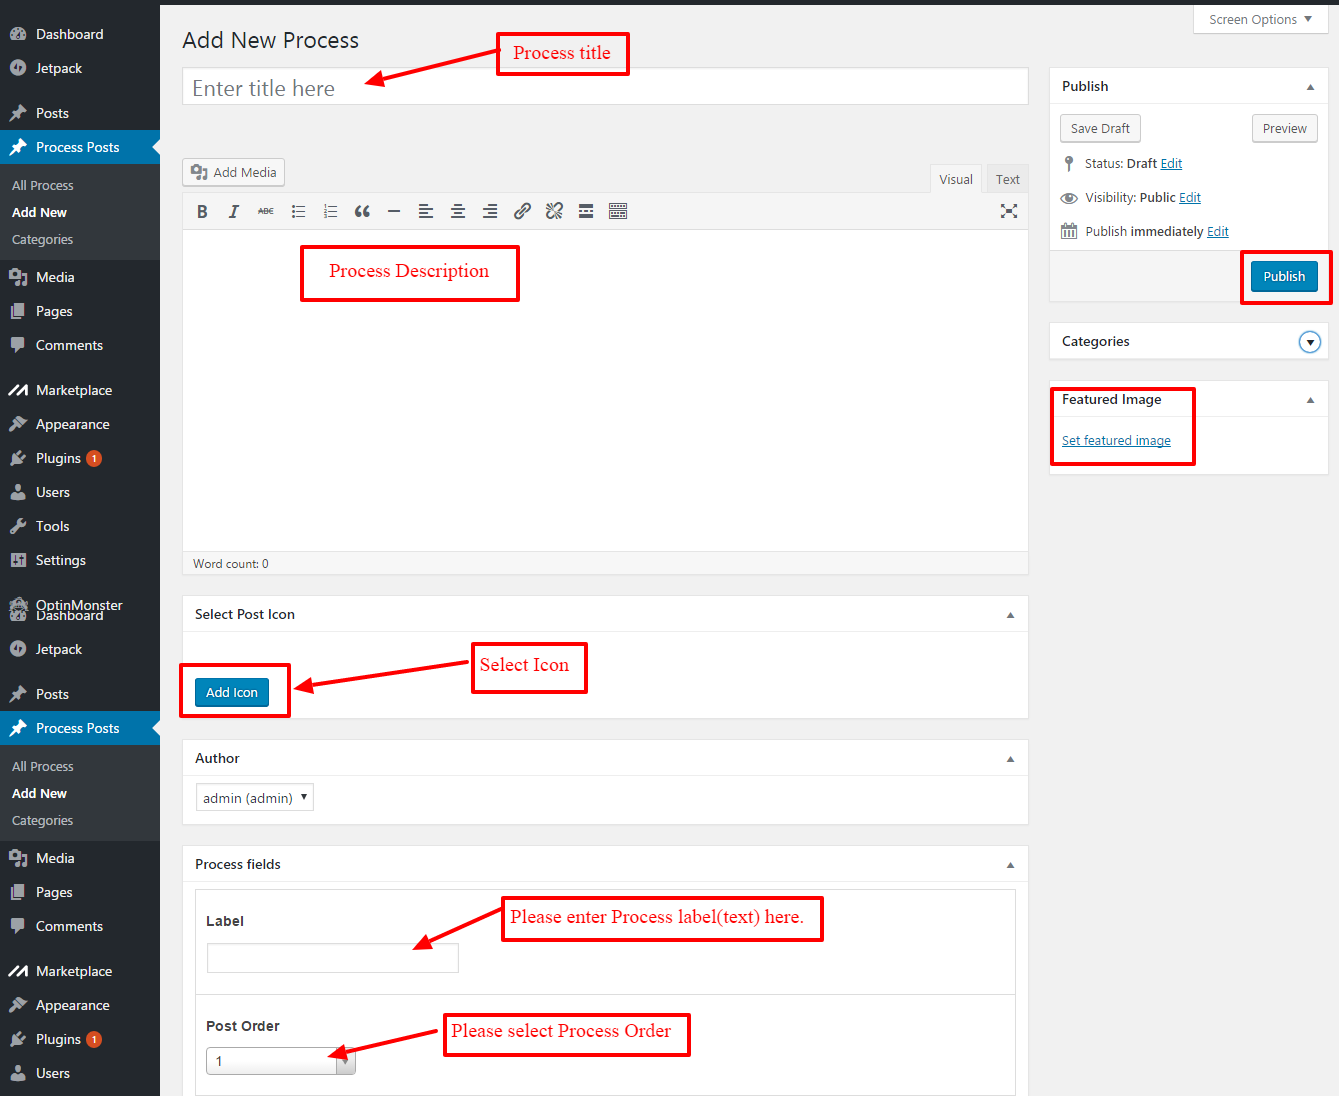 Dashboard
Jetpack
Posts
Process Posts
All Process
Add New
Categories
Media
Pages
Comments
Marketplace
Appearance
Plugins 1
Users
Tools
Settings
OptinMonster
Dashboard
Jetpack
Posts
Process Posts
All Process
Add New
Categories
Media
Pages
Comments
Marketplace
Appearance
Plugins 1
Users
Screen Options
Add New Process
Process title
Enter title here
Add Media
Visual Text
B I ABC
Process Description
Word count: 0
Select Post Icon
Select Icon
Add Icon
Author
admin (admin)
Process fields
Label
Please enter Process label(text) here.
Post Order
Please select Process Order
1
Publish
Save Draft Preview
Status: Draft Edit
Visibility: Public Edit
Publish immediately Edit
Publish
Categories
Featured Image
Set featured image